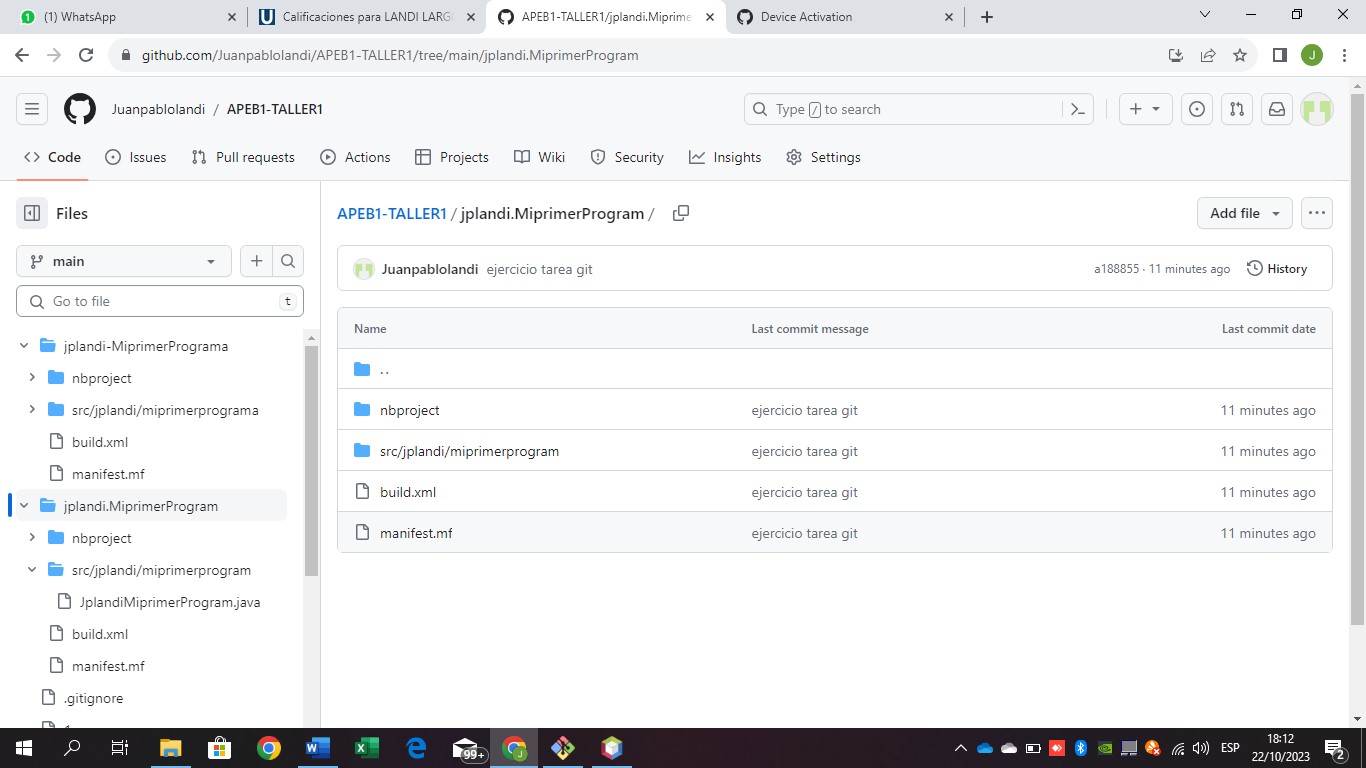 (1) WhatsApp
Calificaciones para LANDI LARGO
APEB1-TALLER1/jplandi.Miprime
Device Activation
github.com/Juanpablolandi/APEB1-TALLER1/tree/main/jplandi.MiprimerProgram
J
Juanpablolandi / APEB1-TALLER1
Type / to search
Code
Issues
Pull requests
Actions
Projects
Wiki
Security
Insights
Settings
Files
main
Go to file
t
jplandi-MiprimerPrograma
nbproject
src/jplandi/miprimerprograma
build.xml
manifest.mf
jplandi.MiprimerProgram
nbproject
src/jplandi/miprimerprogram
JplandiMiprimerProgram.java
build.xml
manifest.mf
.gitignore
APEB1-TALLER1 / jplandi.MiprimerProgram /
Add file
Juanpablolandi ejercicio tarea git
a188855 · 11 minutes ago
History
Name Last commit message Last commit date
..
nbproject ejercicio tarea git 11 minutes ago
src/jplandi/miprimerprogram ejercicio tarea git 11 minutes ago
build.xml ejercicio tarea git 11 minutes ago
manifest.mf ejercicio tarea git 11 minutes ago
99+
ESP
18:12
22/10/2023
2